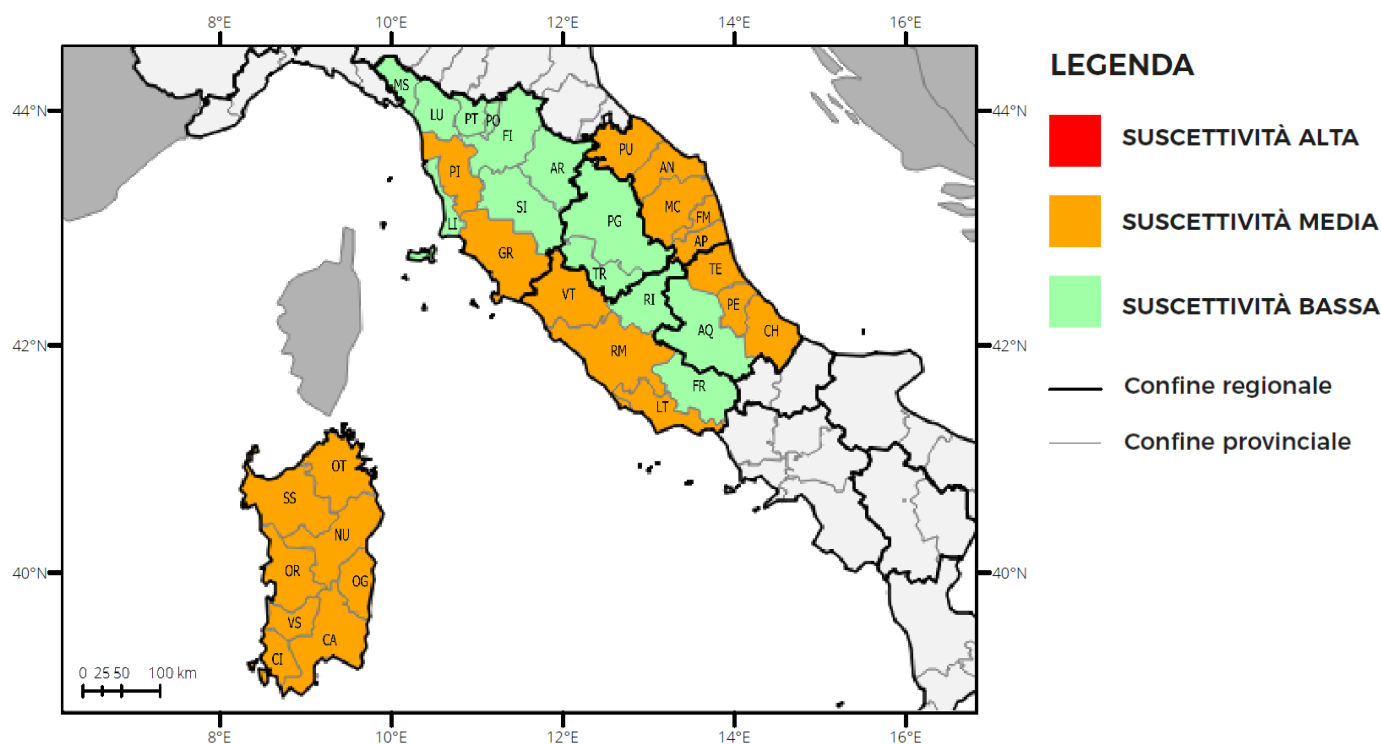 8°E 10°E 12°E 14°E 16°E
44°N 44°N
42°N 42°N
40°N 40°N
MS
LU PT PO
FI
PI
AR
SI
LI
GR
PU
AN
MC
FM
AP
PG
TR
VT
RI
RM
FR
LT
TE
PE
CH
AQ
OT
SS
NU
OR
OG
VS
CA
CI
0 25 50 100 km
8°E 10°E 12°E 14°E 16°E
LEGENDA
SUSCETTIVITÀ ALTA
SUSCETTIVITÀ MEDIA
SUSCETTIVITÀ BASSA
Confine regionale
Confine provinciale